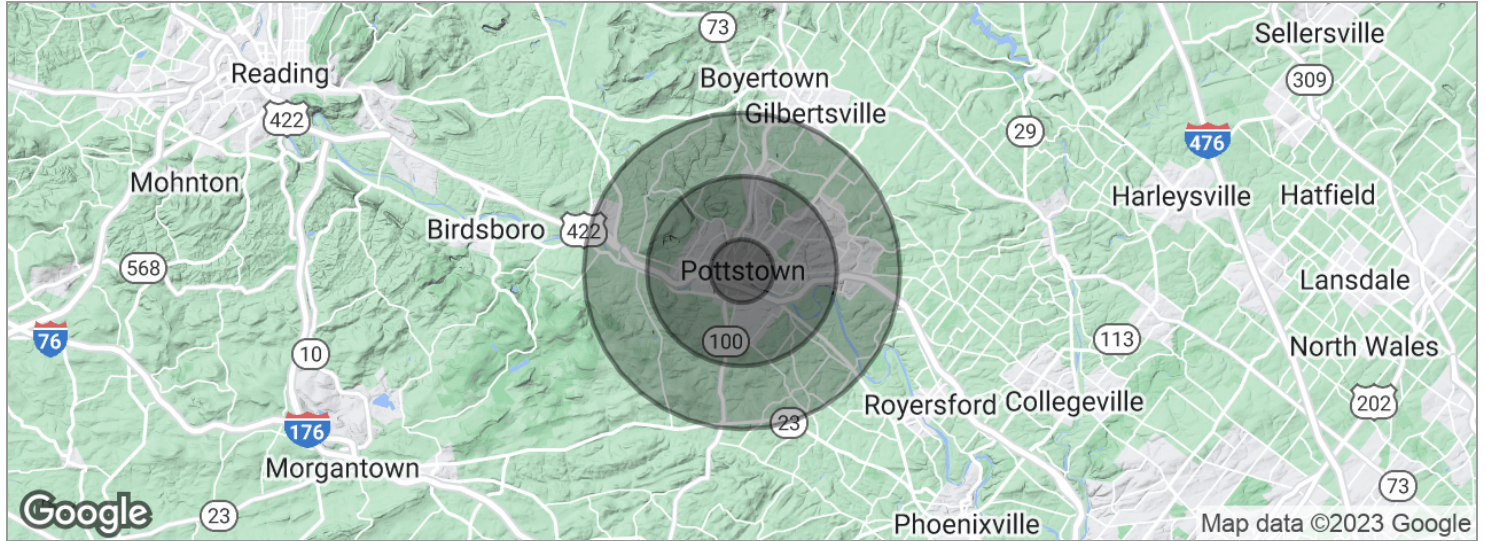 73
Sellersville
Reading
Boyertown
309
Gilbertsville
422
29
476
Mohnton
Harleysville
Hatfield
Birdsboro
422
568
Pottstown
Lansdale
76
10
100
113
North Wales
Royersford
Collegeville
202
176
23
Morgantown
73
Google
23
Phoenixville
Map data ©2023 Google